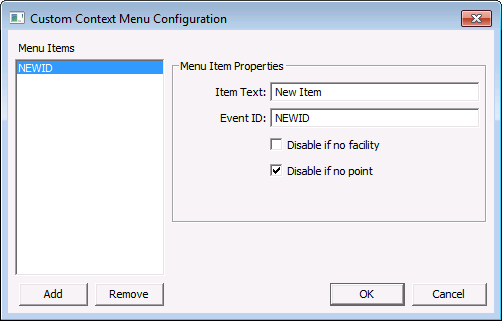 Custom Context Menu Configuration
Menu Items
NEWID
Menu Item Properties
Item Text: New Item
Event ID: NEWID
Disable if no facility
Disable if no point
Add Remove OK Cancel